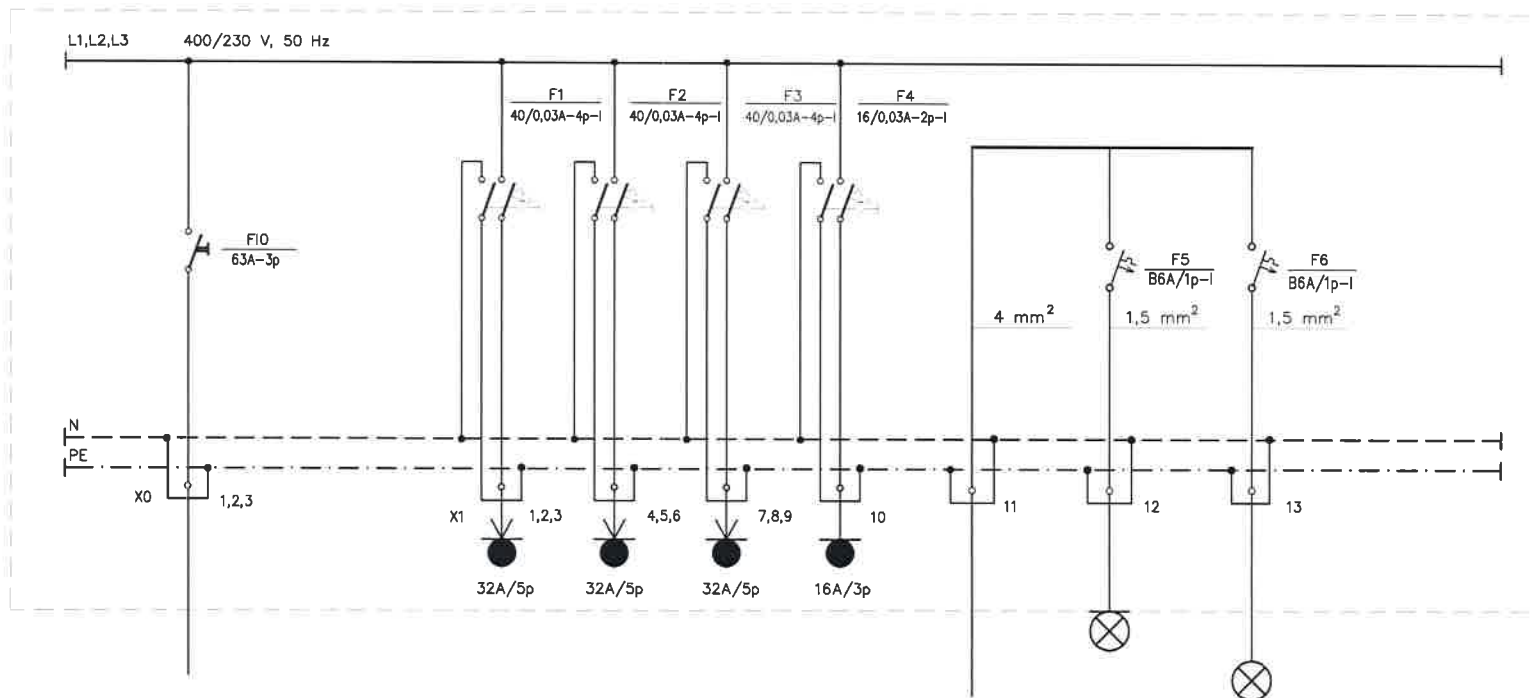 L1,L2,L3 400/230 V, 50 Hz
F1
40/0,03A-4p-I
F2
40/0,03A-4p-I
F3
40/0,03A-4p-I
F4
16/0,03A-2p-I
FI0
63A-3p
F5
B6A/1p-I
F6
B6A/1p-I
4 mm²
1,5 mm²
1,5 mm²
N
PE
X0
1,2,3
X1
1,2,3
4,5,6
7,8,9
10
11
12
13
32A/5p
32A/5p
32A/5p
16A/3p